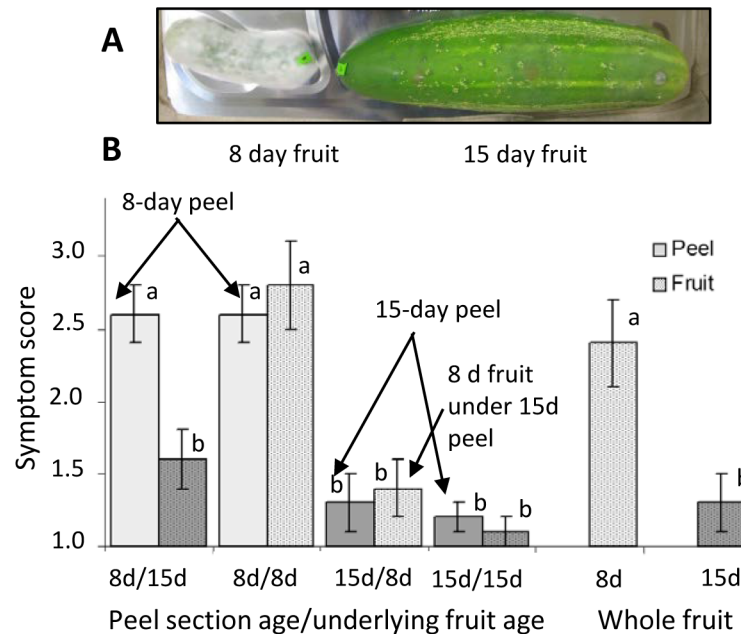 A
B
8 day fruit
15 day fruit
8-day peel
Peel
Fruit
3.0
2.5
2.0
1.5
1.0
Symptom score
a
b
a
a
15-day peel
8 d fruit
under 15d
peel
b
b
b
b
a
b
8d/15d
8d/8d
15d/8d
15d/15d
8d
15d
Peel section age/underlying fruit age
Whole fruit